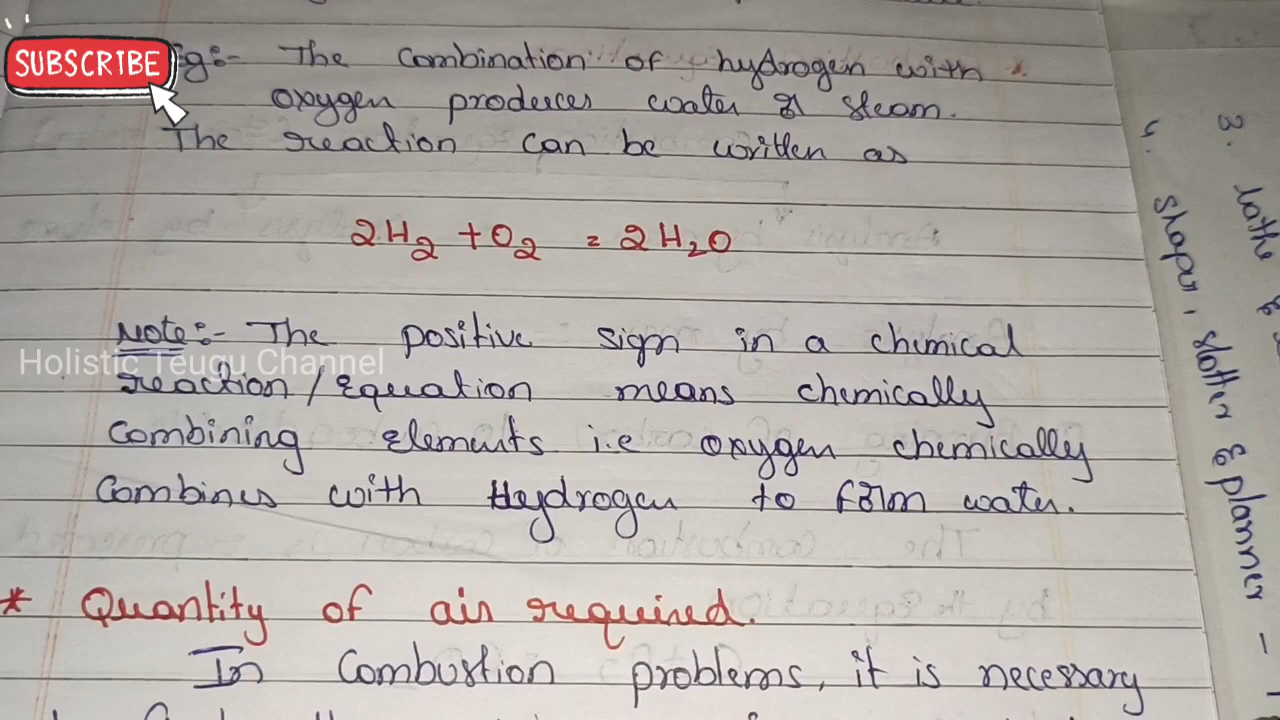 SUBSCRIBE
Eg:- The combination of hydrogen with
oxygen produces water or steam.
The reaction can be written as
2H₂ + O₂ = 2H₂O
Note:- The positive sign in a chemical
Holistic Teugu Channel
reaction/Equation means chemically
combining elements i.e oxygen chemically
combines with Hydrogen to form water.
* Quantity of air required.
In Combustion problems, it is necessary
3. lathe &
4. shaper, slotter & planner -